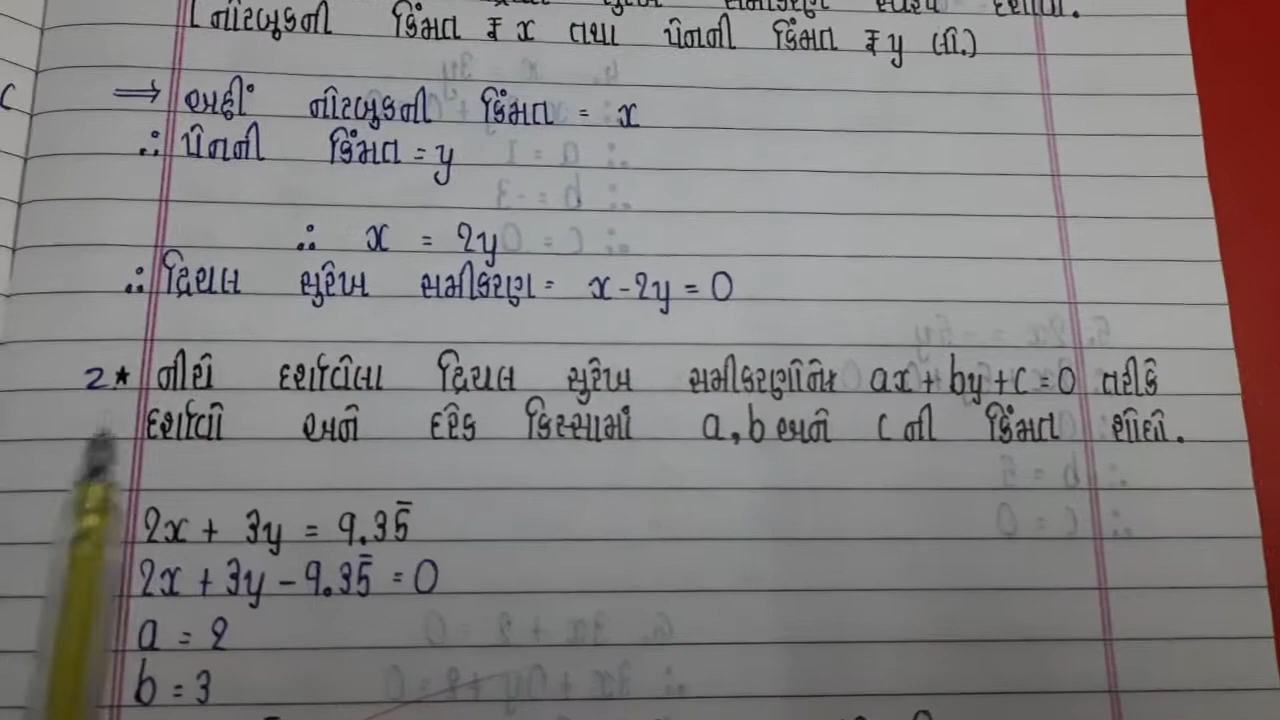 સમીકરણ
નોટબુકની કિંમત ₹ x તથા પેનની કિંમત ₹ y લો.)
⇒ અહીં નોટબુકની કિંમત = x
∴ પેનની કિંમત = y
∴ x = 2y
∴ દ્વિચલ સુરેખ સમીકરણ = x - 2y = 0
2* નીચે દર્શાવેલા દ્વિચલ સુરેખ સમીકરણોને ax + by + c = 0 તરીકે
દર્શાવો અને દરેક કિસ્સામાં a, b અને c ની કિંમત શોધો.
2x + 3y = 9.35̅
2x + 3y - 9.35̅ = 0
a = 2
b = 3